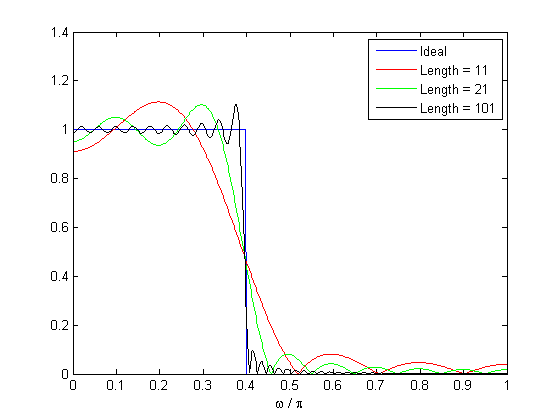 1.4
1.2
1
0.8
0.6
0.4
0.2
0
Ideal
Length = 11
Length = 21
Length = 101
0 0.1 0.2 0.3 0.4 0.5 0.6 0.7 0.8 0.9 1
ω / π